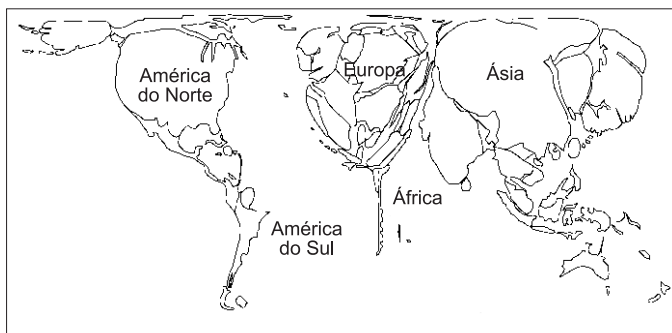 América
do Norte
Europa
Ásia
África
América
do Sul